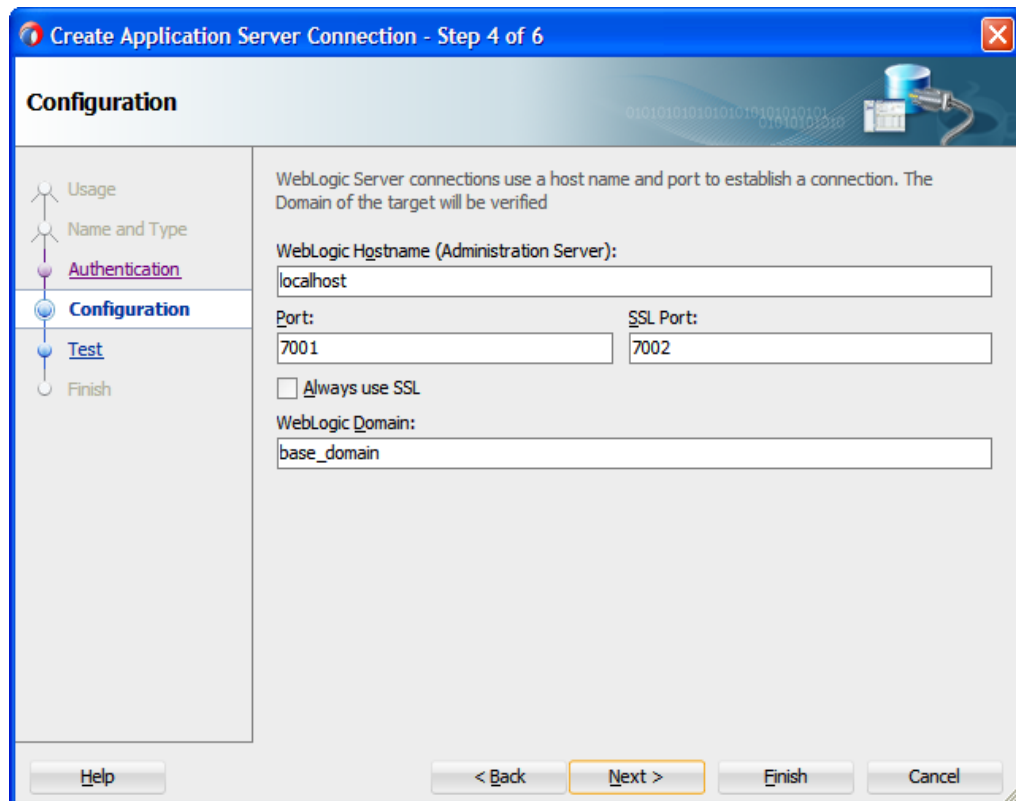 Create Application Server Connection - Step 4 of 6
Configuration
010101010101010101010101010101
01010101010
Usage
Name and Type
Authentication
Configuration
Test
Finish
WebLogic Server connections use a host name and port to establish a connection. The
Domain of the target will be verified
WebLogic Hostname (Administration Server):
localhost
Port:
SSL Port:
7001
7002
Always use SSL
WebLogic Domain:
base_domain
Help
< Back
Next >
Finish
Cancel